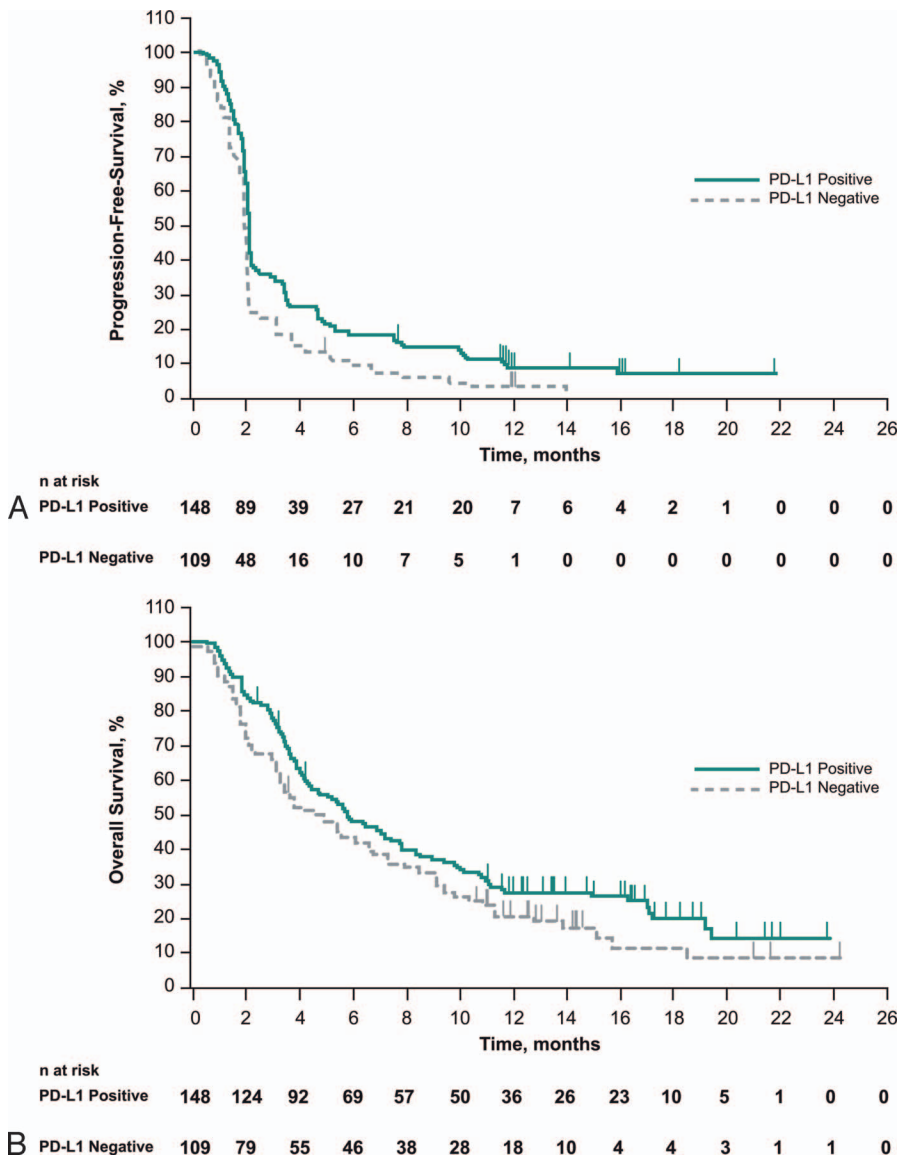 110
100
90
80
70
60
50
40
30
20
10
0
Progression-Free-Survival, %
PD-L1 Positive
PD-L1 Negative
0 2 4 6 8 10 12 14 16 18 20 22 24 26
Time, months
n at risk
A PD-L1 Positive 148 89 39 27 21 20 7 6 4 2 1 0 0 0
PD-L1 Negative 109 48 16 10 7 5 1 0 0 0 0 0 0 0
110
100
90
80
70
60
50
40
30
20
10
0
Overall Survival, %
PD-L1 Positive
PD-L1 Negative
0 2 4 6 8 10 12 14 16 18 20 22 24 26
Time, months
n at risk
PD-L1 Positive 148 124 92 69 57 50 36 26 23 10 5 1 0 0
B PD-L1 Negative 109 79 55 46 38 28 18 10 4 4 3 1 1 0